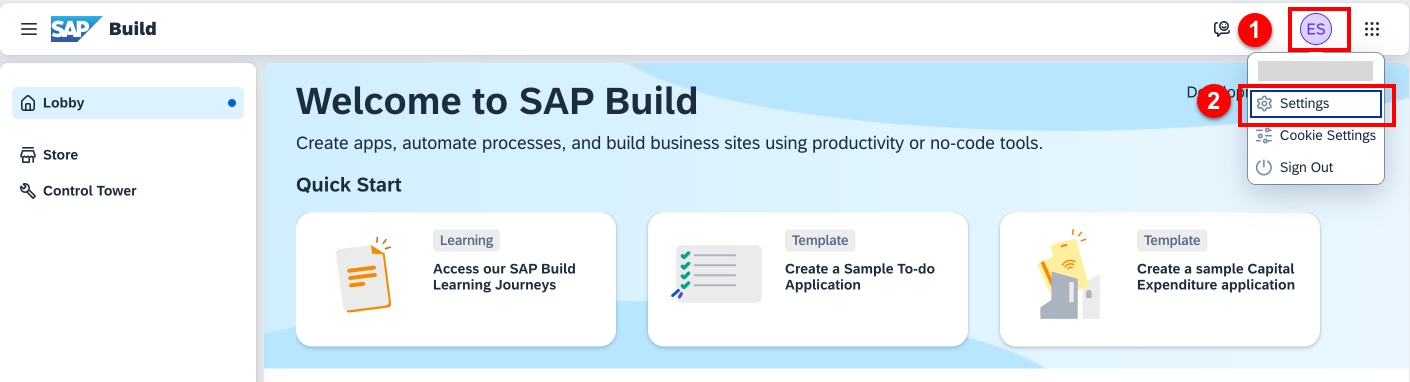 SAP Build
1
ES
Lobby
Store
Control Tower
Welcome to SAP Build
Create apps, automate processes, and build business sites using productivity or no-code tools.
2
Settings
Cookie Settings
Sign Out
Quick Start
Learning
Access our SAP Build
Learning Journeys
Template
Create a Sample To-do
Application
Template
Create a sample Capital
Expenditure application